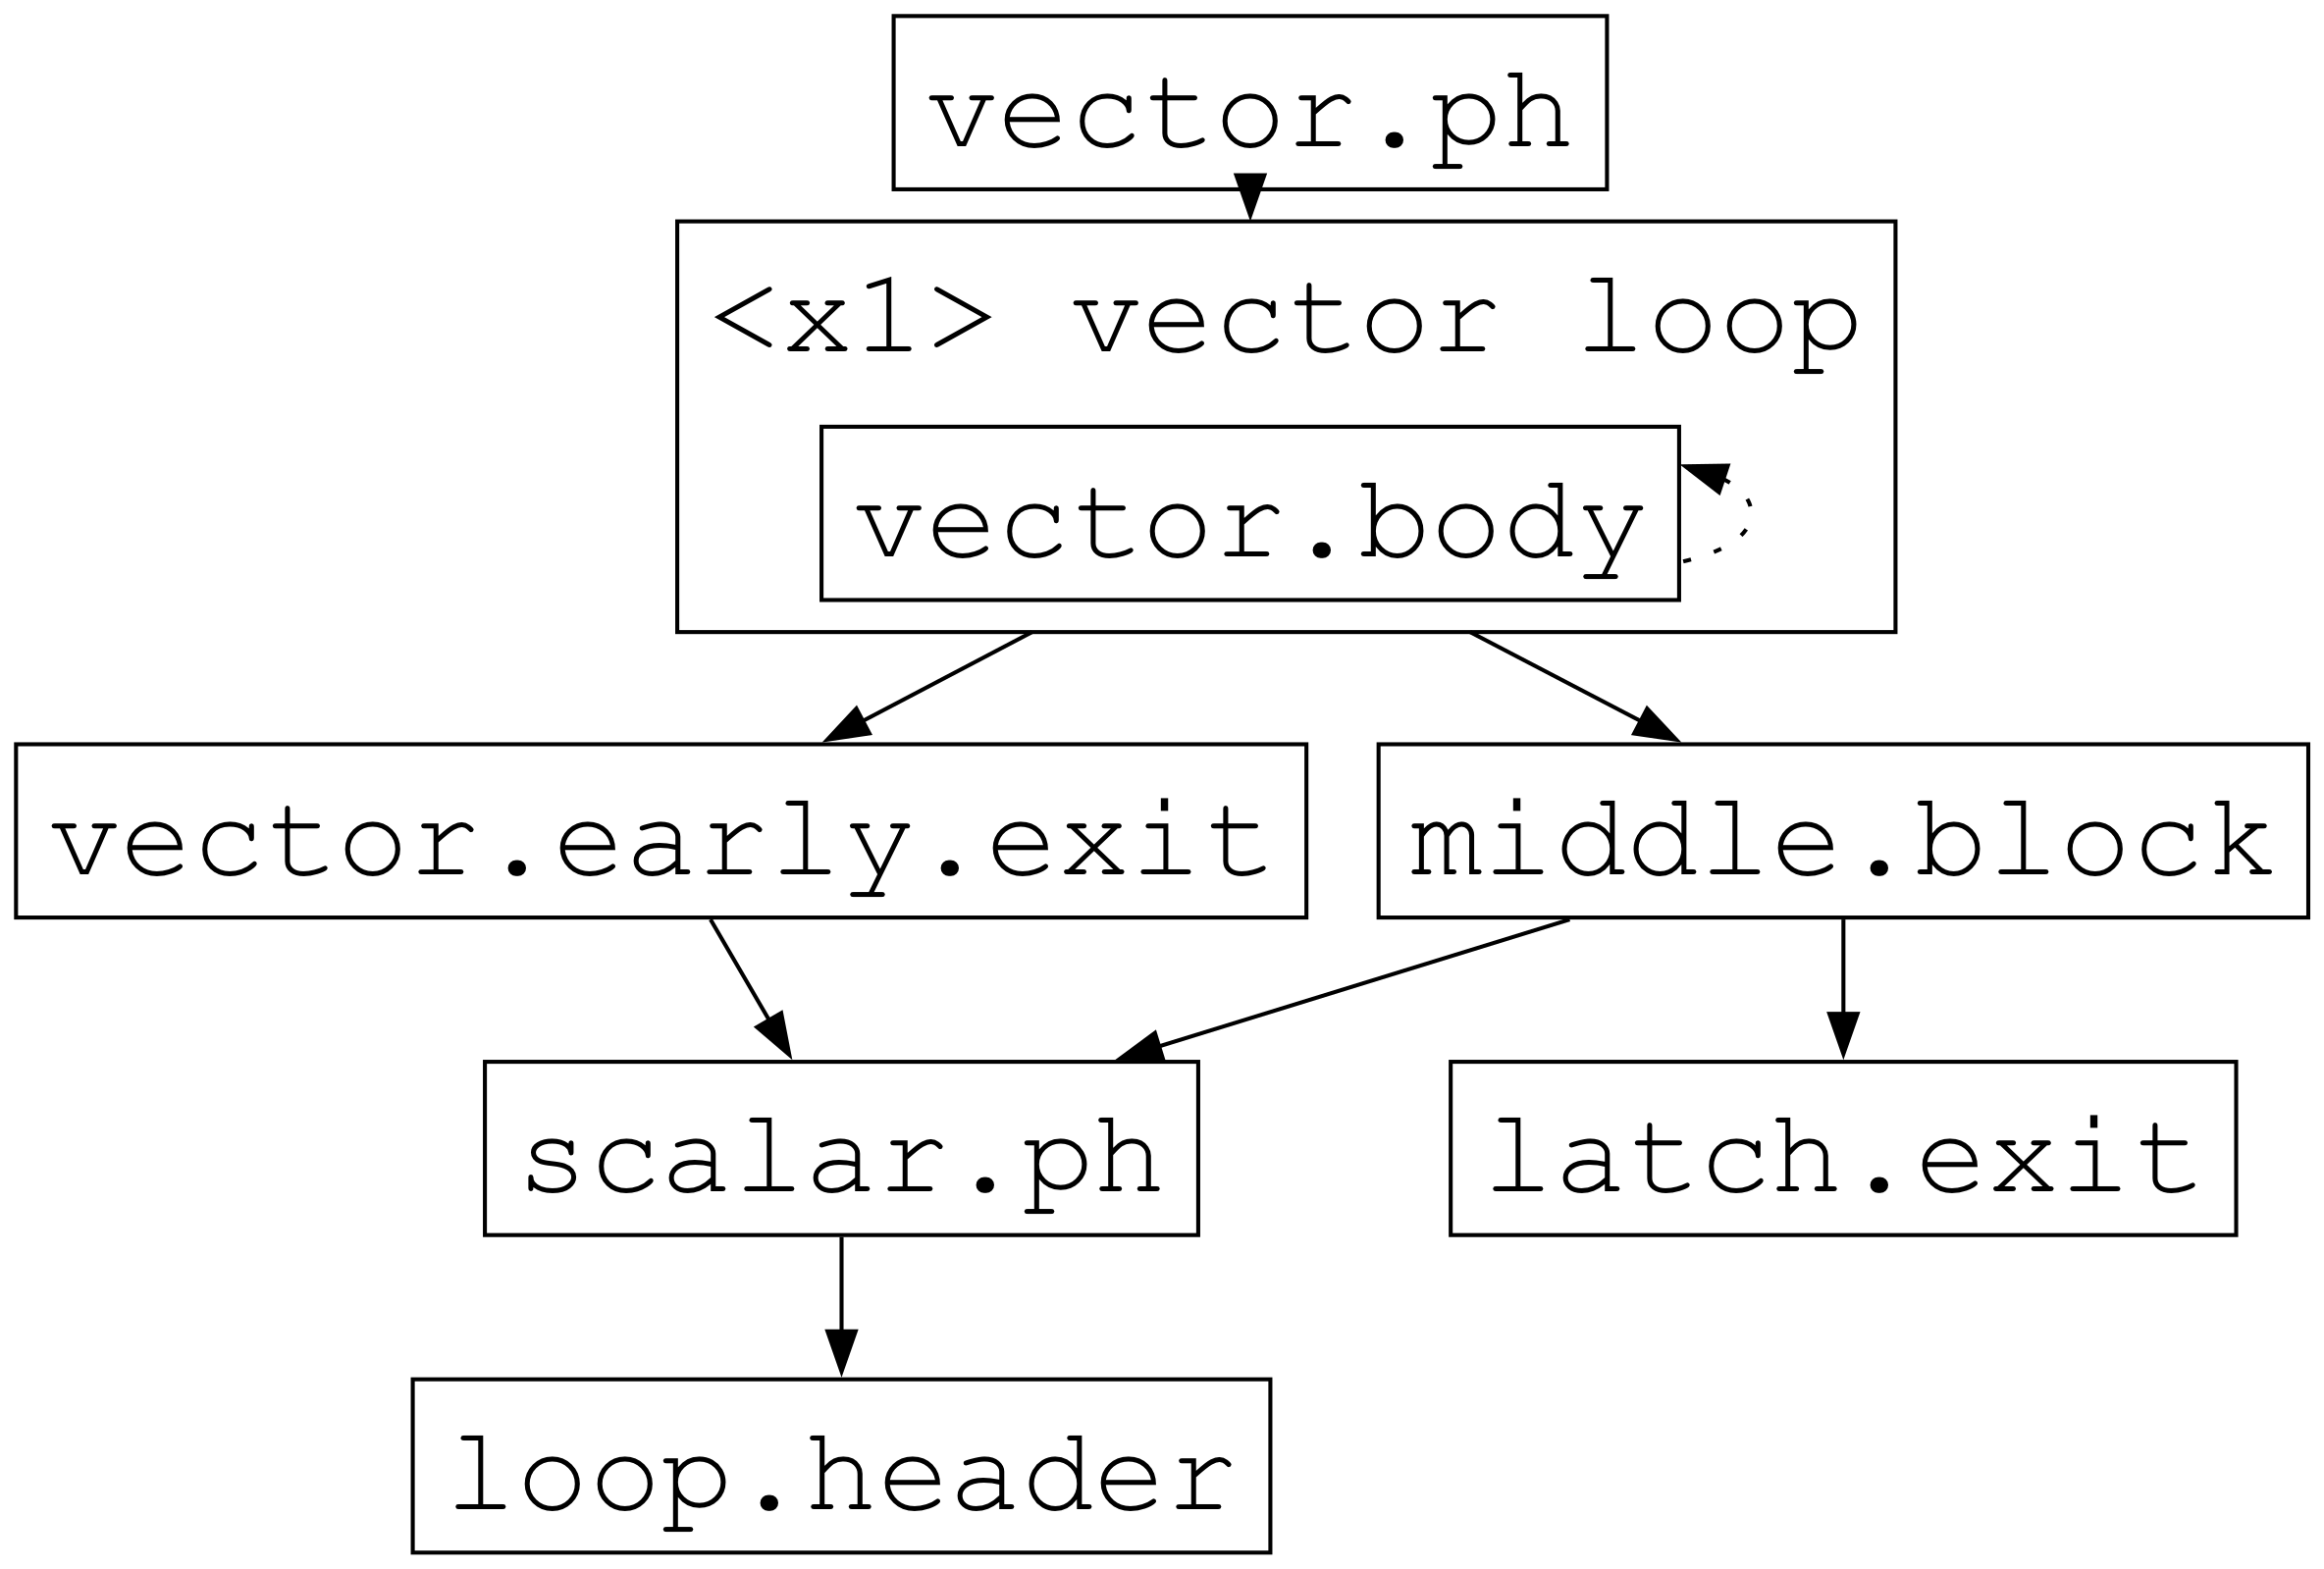 vector.ph
<x1> vector loop
vector.body
vector.early.exit
middle.block
scalar.ph
latch.exit
loop.header